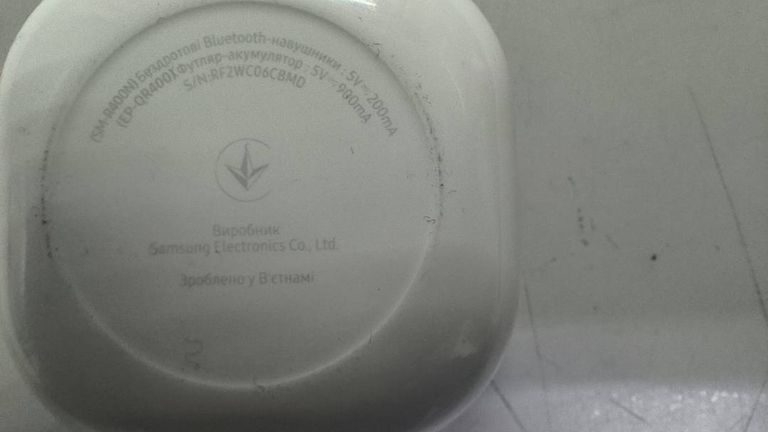 (SM-R400N) Бездротові Bluetooth-навушники : 5V⎓200mA
(EP-QR400) Футляр-акумулятор : 5V⎓900mA
S/N:RF2WC06CBMD
Виробник
Samsung Electronics Co., Ltd.
Зроблено у В'єтнамі